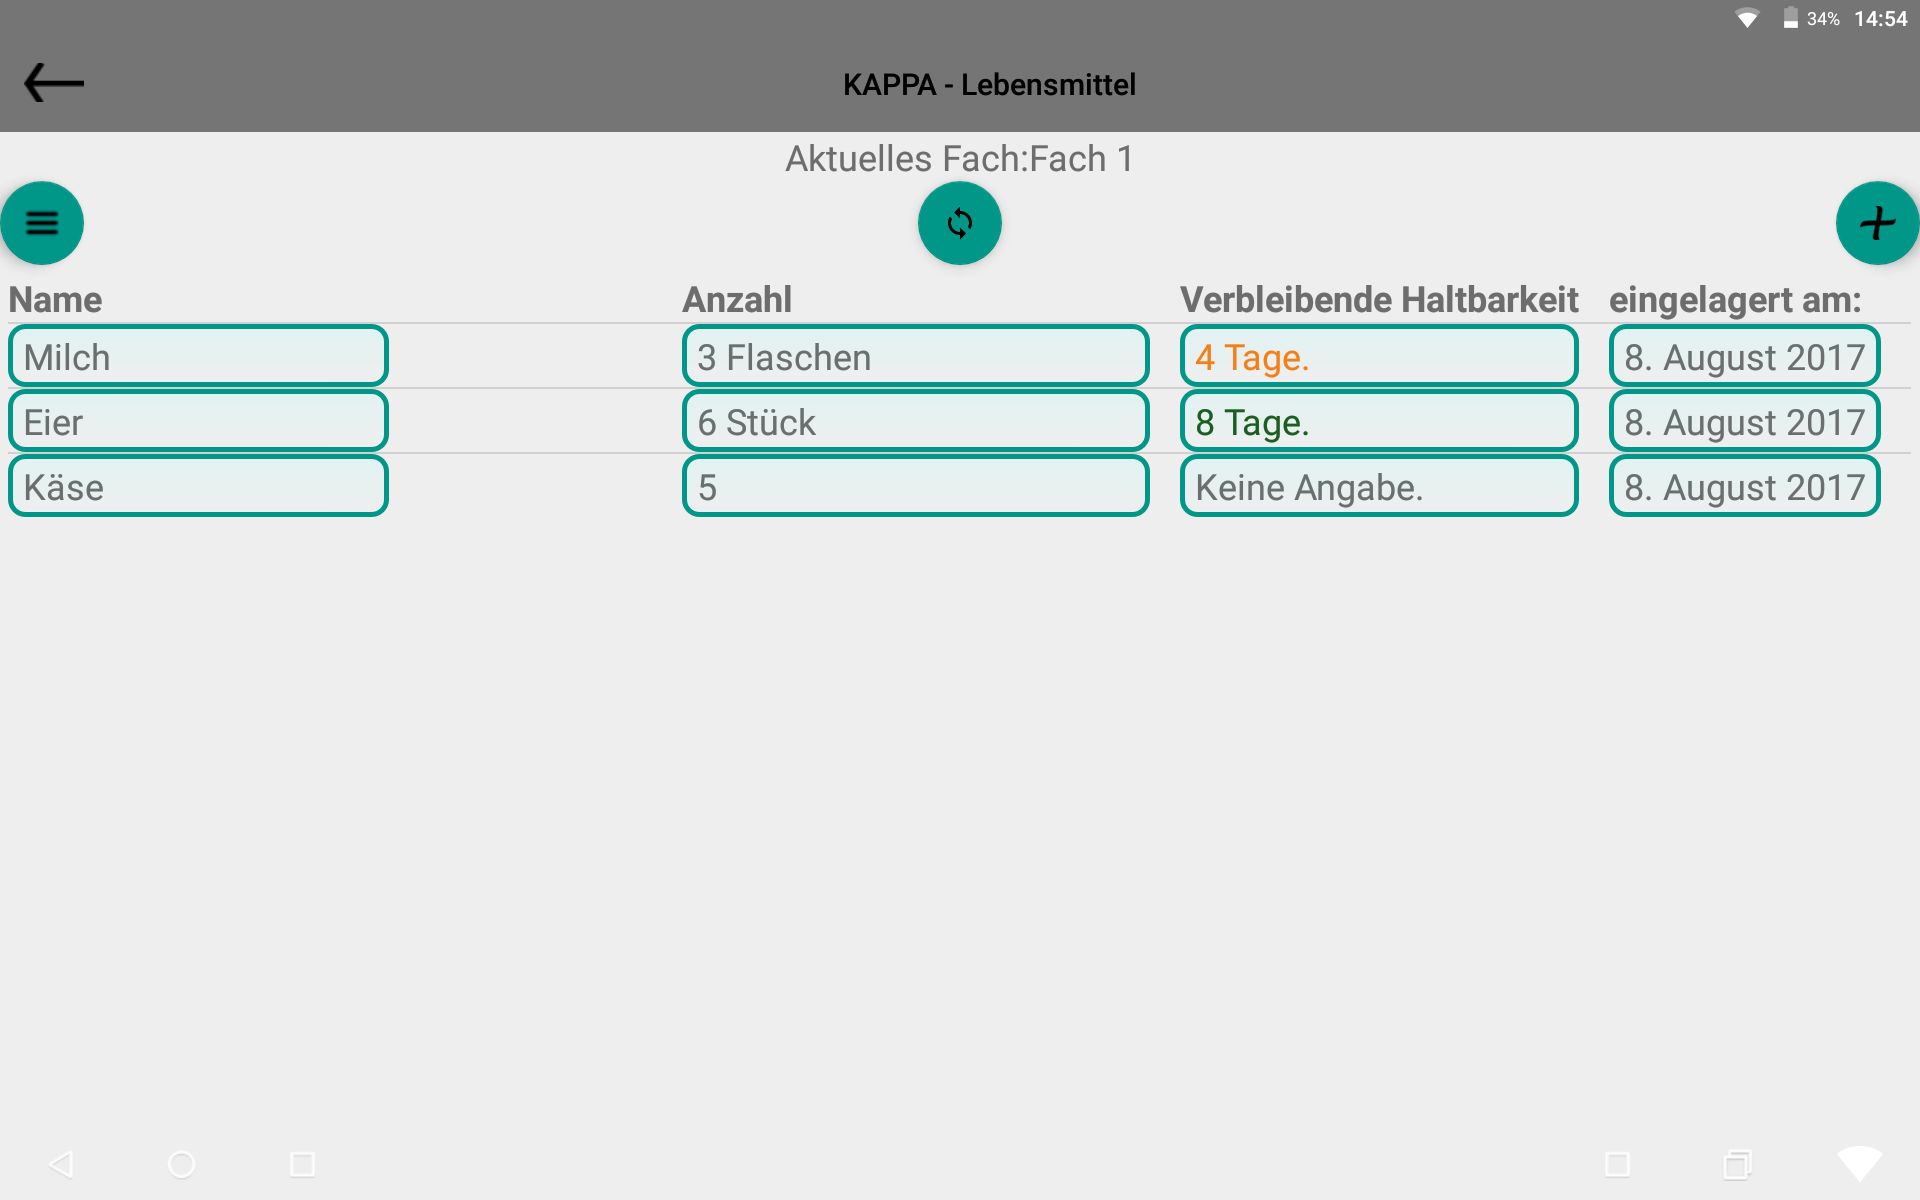 34% 14:54
KAPPA - Lebensmittel
Aktuelles Fach:Fach 1
Name Anzahl Verbleibende Haltbarkeit eingelagert am:
Milch 3 Flaschen 4 Tage. 8. August 2017
Eier 6 Stück 8 Tage. 8. August 2017
Käse 5 Keine Angabe. 8. August 2017